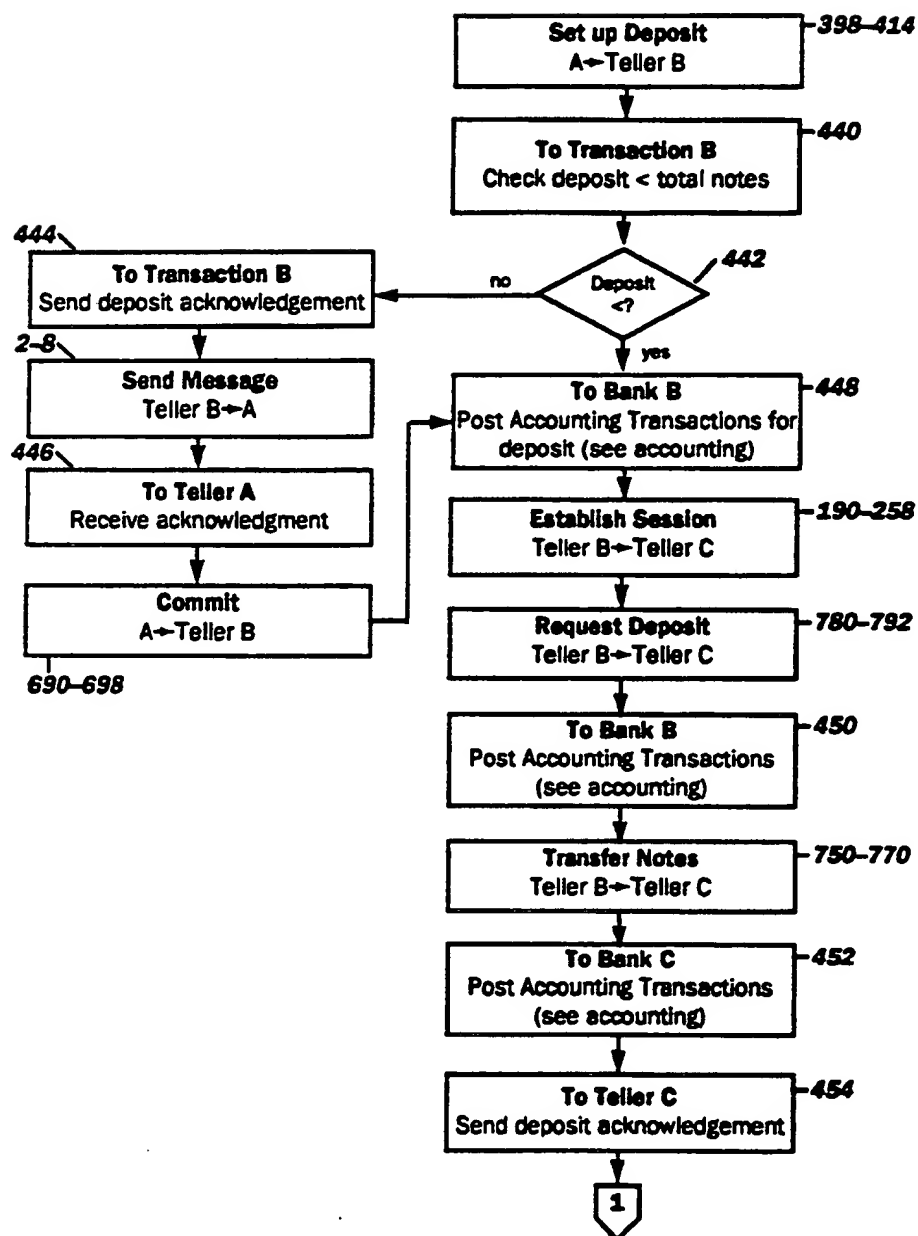 Set up Deposit
A→Teller B
398–414
To Transaction B
Check deposit < total notes
440
Deposit
<?
442
no
yes
444
To Transaction B
Send deposit acknowledgement
2–8
Send Message
Teller B→A
446
To Teller A
Receive acknowledgment
Commit
A→Teller B
690–698
To Bank B
Post Accounting Transactions for
deposit (see accounting)
448
Establish Session
Teller B→Teller C
190–258
Request Deposit
Teller B→Teller C
780–792
To Bank B
Post Accounting Transactions
(see accounting)
450
Transfer Notes
Teller B→Teller C
750–770
To Bank C
Post Accounting Transactions
(see accounting)
452
To Teller C
Send deposit acknowledgement
454
1